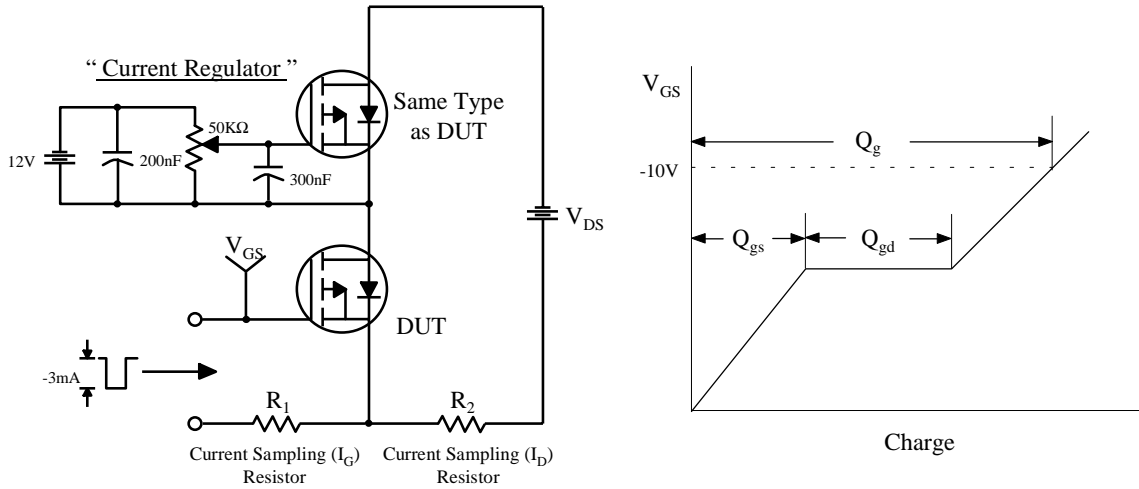 “ Current Regulator ”
50KΩ
12V
200nF
300nF
Same Type
as DUT
V_GS
DUT
V_DS
-3mA
R_1
R_2
Current Sampling (I_G)
Resistor
Current Sampling (I_D)
Resistor
V_GS
Q_g
-10V
Q_gs
Q_gd
Charge